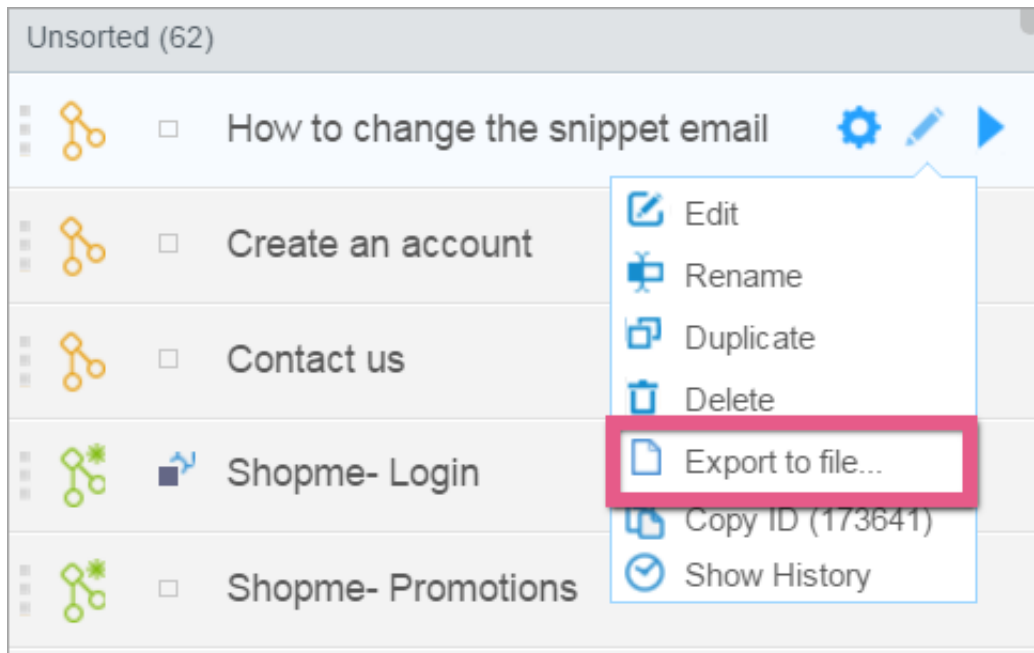 Unsorted (62)
How to change the snippet email
Edit
Create an account
Rename
Duplicate
Contact us
Delete
Export to file...
Shopme- Login
Copy ID (173641)
Show History
Shopme- Promotions